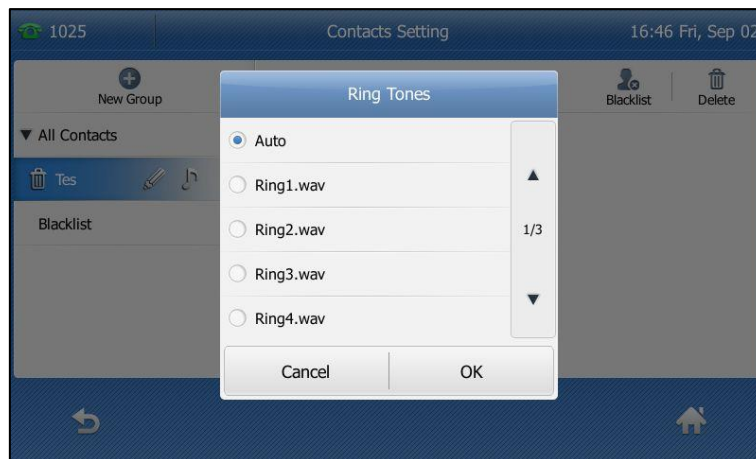 1025
Contacts Setting
16:46 Fri, Sep 02
New Group
Blacklist
Delete
▼ All Contacts
Tes
Blacklist
Ring Tones
Auto
Ring1.wav
Ring2.wav
Ring3.wav
Ring4.wav
1/3
Cancel
OK